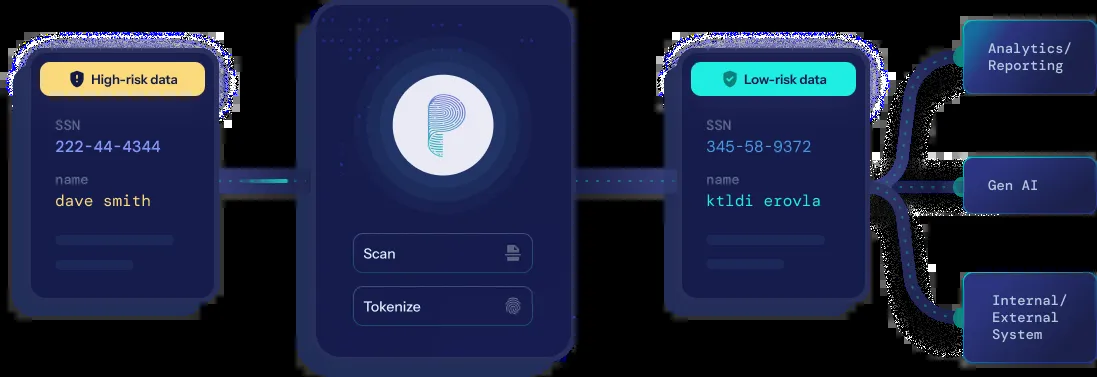 High-risk data
SSN
222-44-4344
name
dave smith
Scan
Tokenize
Low-risk data
SSN
345-58-9372
name
ktldi erovla
Analytics/
Reporting
Gen AI
Internal/
External
System